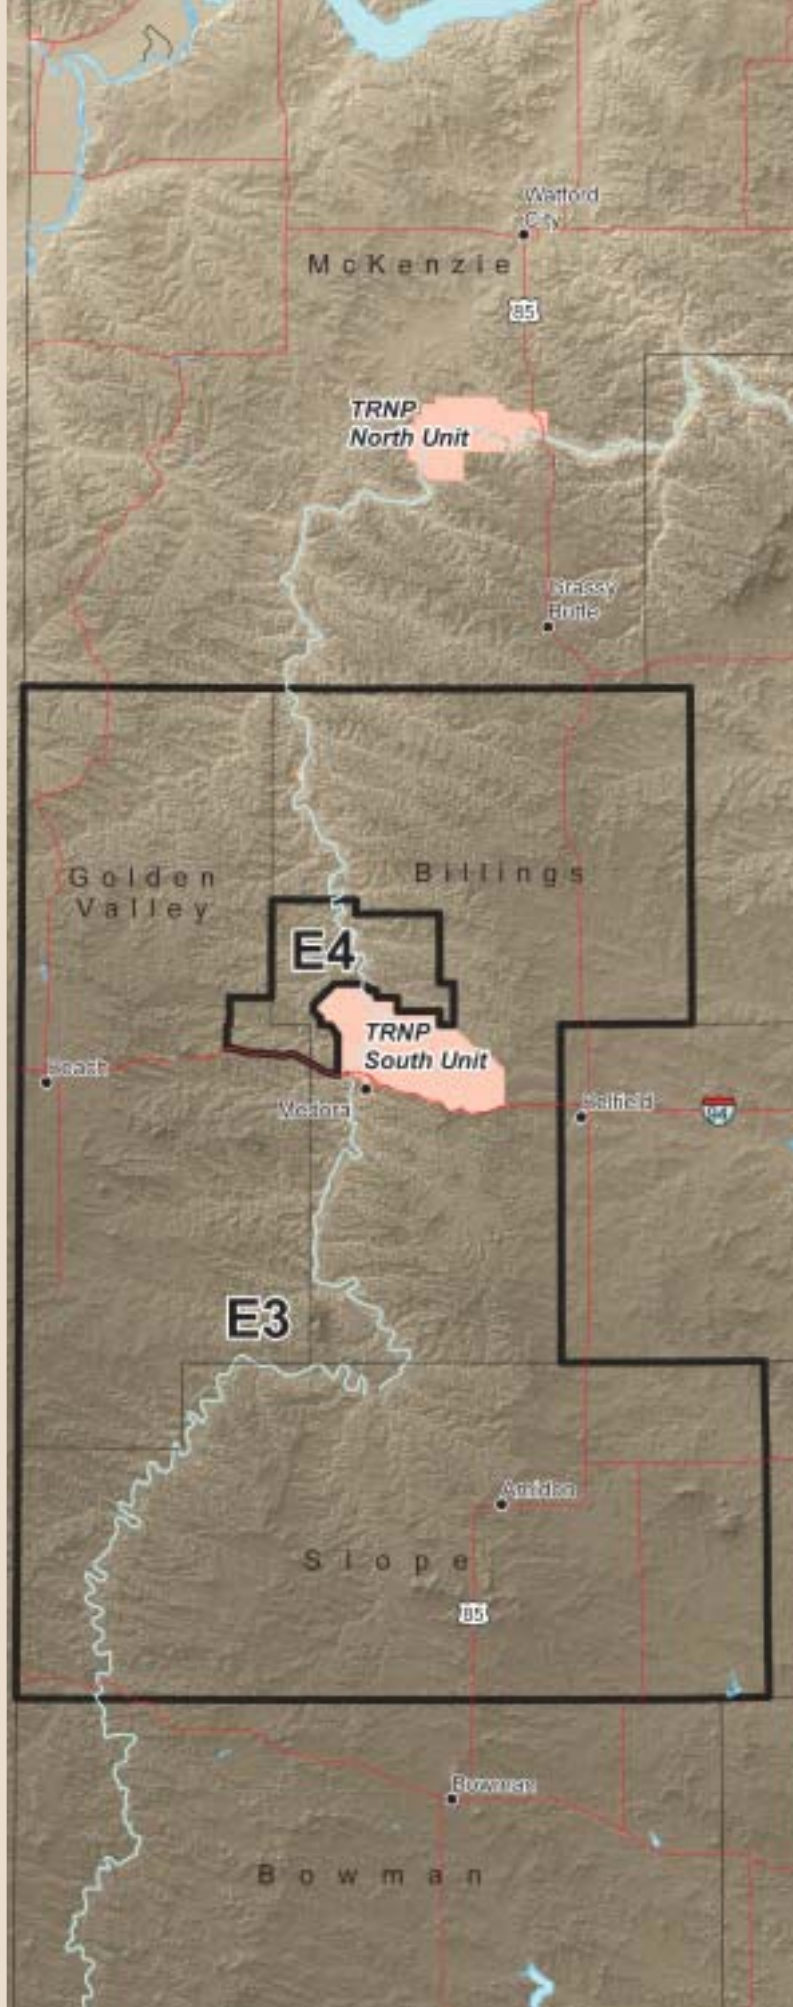 Watford
City
McKenzie
85
TRNP
North Unit
Grassy
Butte
Golden
Valley
Billings
E4
TRNP
South Unit
Beach
Medora
Belfield
94
E3
Amidon
Slope
85
Bowman
Bowman